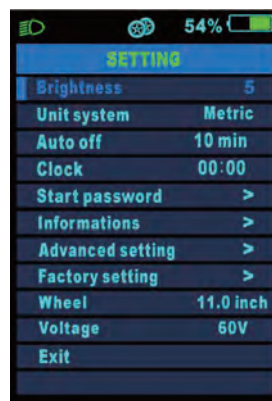 54%
SETTING
Brightness 5
Unit system Metric
Auto off 10 min
Clock 00:00
Start password >
Informations >
Advanced setting >
Factory setting >
Wheel 11.0 inch
Voltage 60V
Exit